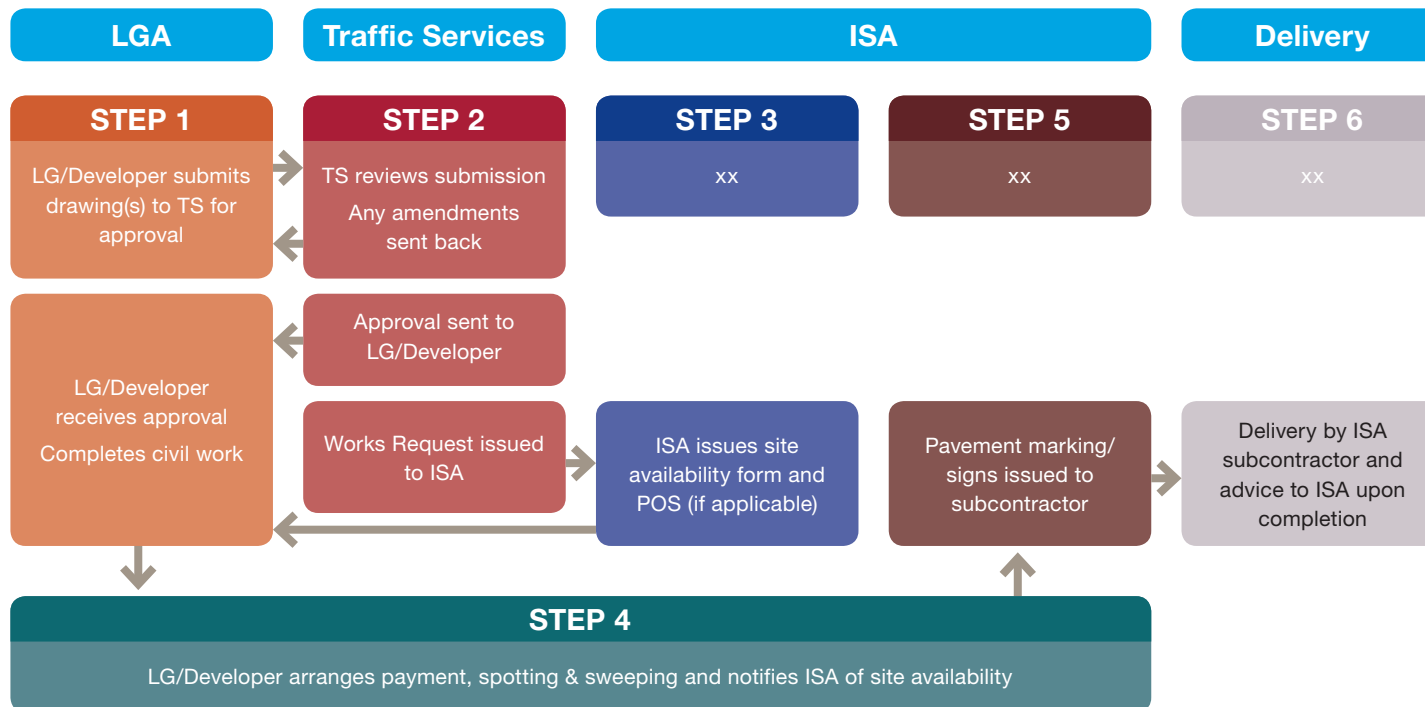 LGA
Traffic Services
ISA
Delivery
STEP 1
LG/Developer submits
drawing(s) to TS for
approval
STEP 2
TS reviews submission
Any amendments
sent back
STEP 3
xx
STEP 5
xx
STEP 6
xx
LG/Developer
receives approval
Completes civil work
Approval sent to
LG/Developer
Works Request issued
to ISA
ISA issues site
availability form and
POS (if applicable)
Pavement marking/
signs issued to
subcontractor
Delivery by ISA
subcontractor and
advice to ISA upon
completion
STEP 4
LG/Developer arranges payment, spotting & sweeping and notifies ISA of site availability